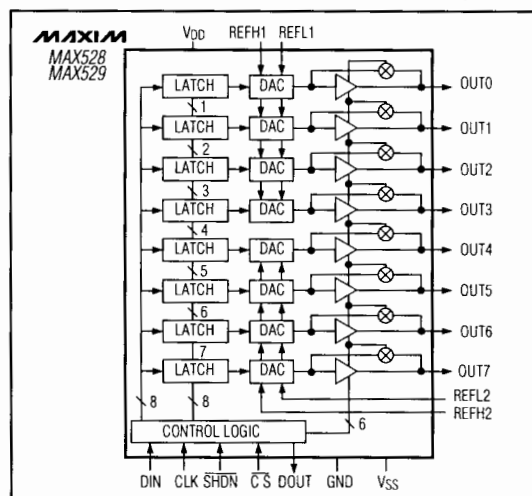 MAXIM
MAX528
MAX529
VDD REFH1 REFL1
LATCH DAC OUT0
1
LATCH DAC OUT1
2
LATCH DAC OUT2
3
LATCH DAC OUT3
4
LATCH DAC OUT4
5
LATCH DAC OUT5
6
LATCH DAC OUT6
7
LATCH DAC OUT7
REFL2
8 8 6 REFH2
CONTROL LOGIC
DIN CLK SHDN CS DOUT GND VSS